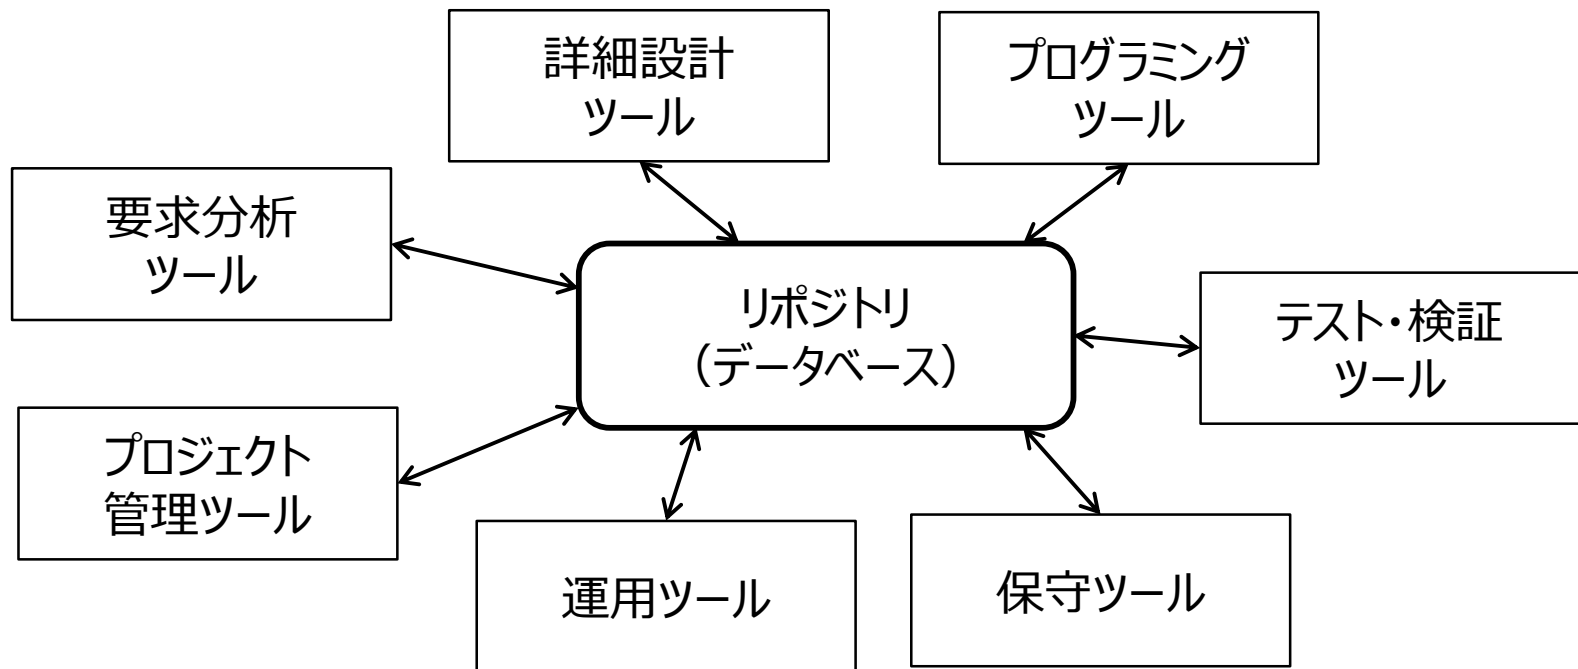 詳細設計
ツール
プログラミング
ツール
要求分析
ツール
リポジトリ
（データベース）
テスト・検証
ツール
プロジェクト
管理ツール
運用ツール
保守ツール